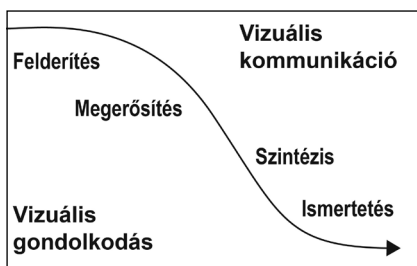 Vizuális
kommunikáció
Felderítés
Megerősítés
Szintézis
Ismertetés
Vizuális
gondolkodás